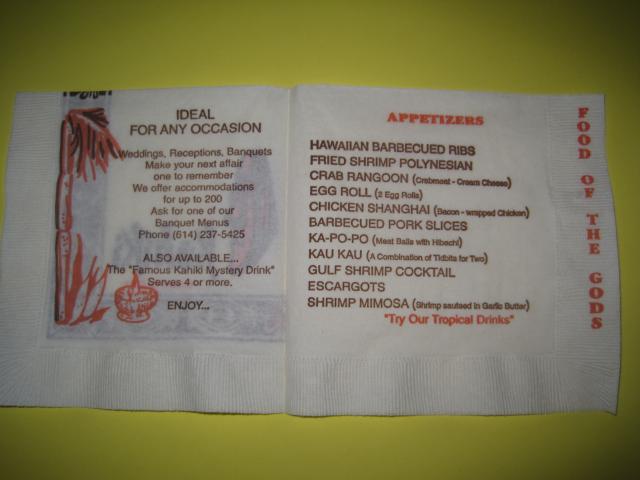 IDEAL
FOR ANY OCCASION
Weddings, Receptions, Banquets
Make your next affair
one to remember
We offer accommodations
for up to 200
Ask for one of our
Banquet Menus
Phone (614) 237-5425
ALSO AVAILABLE...
The "Famous Kahiki Mystery Drink"
Serves 4 or more.
ENJOY...
APPETIZERS
HAWAIIAN BARBECUED RIBS
FRIED SHRIMP POLYNESIAN
CRAB RANGOON (Crabmeat - Cream Cheese)
EGG ROLL (2 Egg Rolls)
CHICKEN SHANGHAI (Bacon - wrapped Chicken)
BARBECUED PORK SLICES
KA-PO-PO (Meat Balls with Hibachi)
KAU KAU (A Combination of Tidbits for Two)
GULF SHRIMP COCKTAIL
ESCARGOTS
SHRIMP MIMOSA (Shrimp sauteed in Garlic Butter)
"Try Our Tropical Drinks"
FOOD OF THE GODS